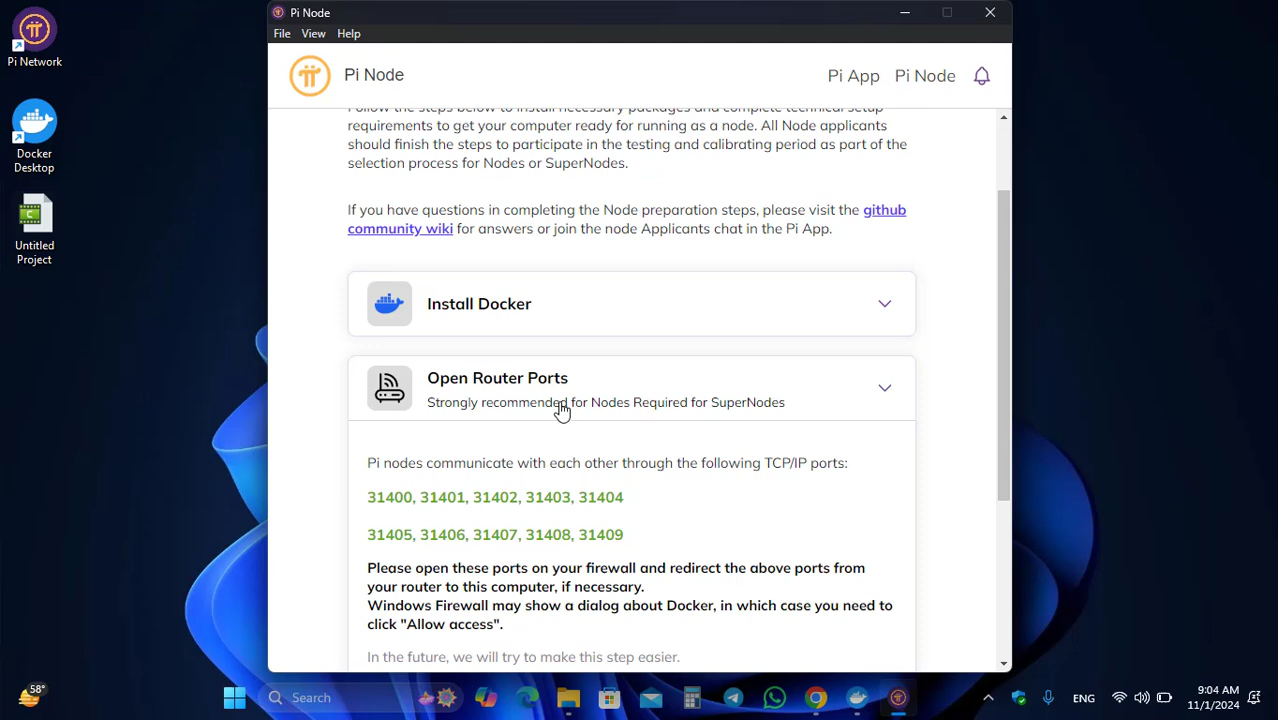 Pi Network
Docker
Desktop
Untitled
Project
Pi Node
File View Help
Pi Node
Pi App Pi Node
Follow the steps below to install necessary packages and complete technical setup
requirements to get your computer ready for running as a node. All Node applicants
should finish the steps to participate in the testing and calibrating period as part of the
selection process for Nodes or SuperNodes.
If you have questions in completing the Node preparation steps, please visit the github
community wiki for answers or join the node Applicants chat in the Pi App.
Install Docker
Open Router Ports
Strongly recommended for Nodes Required for SuperNodes
Pi nodes communicate with each other through the following TCP/IP ports:
31400, 31401, 31402, 31403, 31404
31405, 31406, 31407, 31408, 31409
Please open these ports on your firewall and redirect the above ports from
your router to this computer, if necessary.
Windows Firewall may show a dialog about Docker, in which case you need to
click "Allow access".
In the future, we will try to make this step easier.
58°
Search
ENG
9:04 AM
11/1/2024